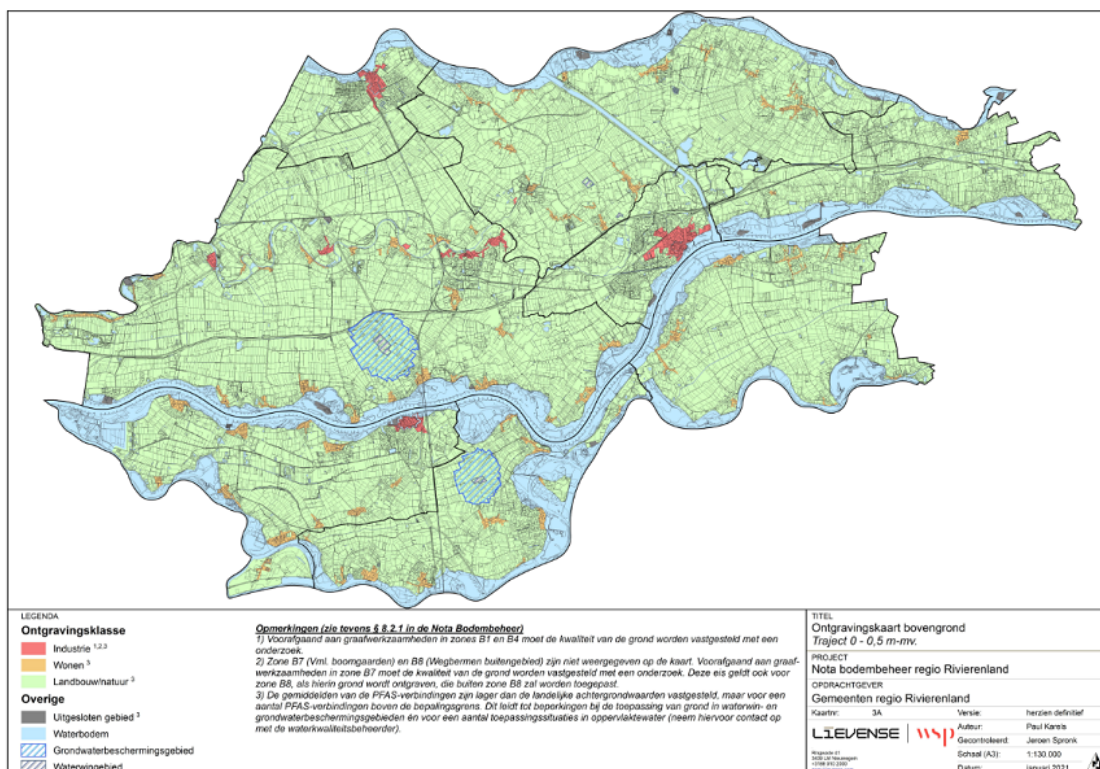 LEGENDA
Ontgravingsklasse
Industrie 1,2,3
Wonen 3
Landbouw/natuur 3
Overige
Uitgesloten gebied 3
Waterbodem
Grondwaterbeschermingsgebied
Waterwingebied
Opmerkingen (zie tevens § 8.2.1 in de Nota Bodembeheer)
1) Voorafgaand aan graafwerkzaamheden in zones B1 en B4 moet de kwaliteit van de grond worden vastgesteld met een
onderzoek.
2) Zone B7 (Vml. boomgaarden) en B8 (Wegbermen buitengebied) zijn niet weergegeven op de kaart. Voorafgaand aan graaf-
werkzaamheden in zone B7 moet de kwaliteit van de grond worden vastgesteld met een onderzoek. Deze eis geldt ook voor
zone B8, als hierin grond wordt ontgraven, die buiten zone B8 zal worden toegepast.
3) De gemiddelden van de PFAS-verbindingen zijn lager dan de landelijke achtergrondwaarden vastgesteld, maar voor een
aantal PFAS-verbindingen boven de bepalingsgrens. Dit leidt tot beperkingen bij de toepassing van grond in waterwin- en
grondwaterbeschermingsgebieden en voor een aantal toepassingssituaties in oppervlaktewater (neem hiervoor contact op
met de waterkwaliteitsbeheerder).
TITEL
Ontgravingskaart bovengrond
Traject 0 - 0,5 m-mv.
PROJECT
Nota bodembeheer regio Rivierenland
OPDRACHTGEVER
Gemeenten regio Rivierenland
Kaartnr: 3A
Versie: herzien definitief
LIEVENSE | wsp
Auteur: Paul Karels
Gecontroleerd: Jeroen Spronk
Schaal (A3): 1:130.000
Datum: januari 2021